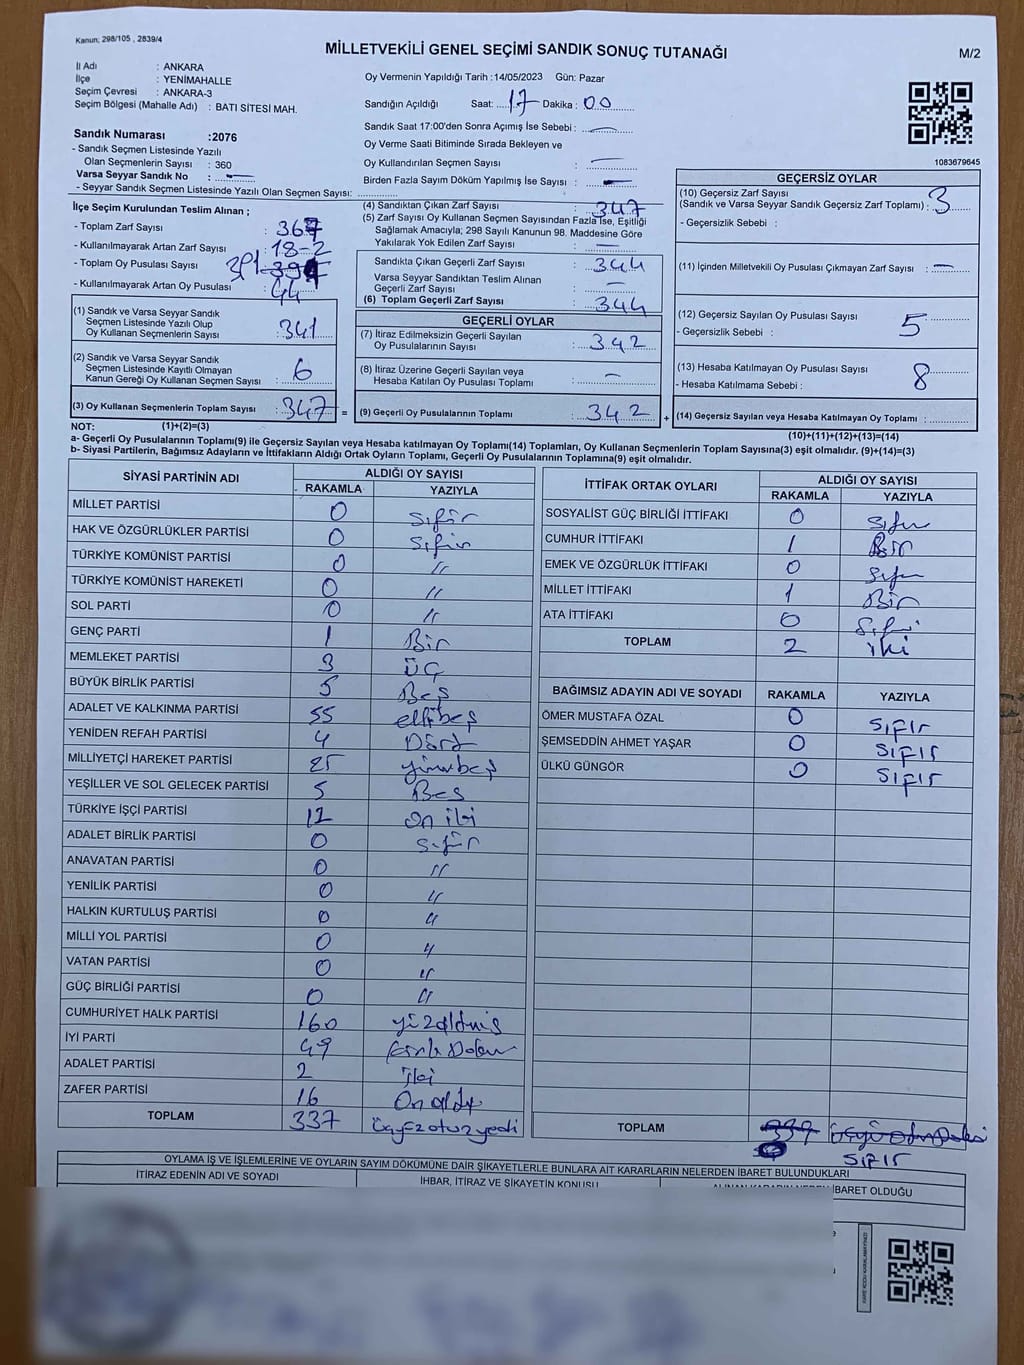 Kanun; 298/105 , 2839/4
MİLLETVEKİLİ GENEL SEÇİMİ SANDIK SONUÇ TUTANAĞI
M/2
İl Adı : ANKARA
İlçe : YENİMAHALLE
Seçim Çevresi : ANKARA-3
Seçim Bölgesi (Mahalle Adı) : BATI SİTESİ MAH.
Sandık Numarası :2076
- Sandık Seçmen Listesinde Yazılı
Olan Seçmenlerin Sayısı : 360
Varsa Seyyar Sandık No : —
- Seyyar Sandık Seçmen Listesinde Yazılı Olan Seçmen Sayısı:
Oy Vermenin Yapıldığı Tarih :14/05/2023 Gün: Pazar
Sandığın Açıldığı Saat: 17 Dakika : 00
Sandık Saat 17:00'den Sonra Açımış İse Sebebi : —
Oy Verme Saati Bitiminde Sırada Bekleyen ve
Oy Kullandırılan Seçmen Sayısı : —
Birden Fazla Sayım Döküm Yapılmış İse Sayısı : —
1083679645
İlçe Seçim Kurulundan Teslim Alınan ;
- Toplam Zarf Sayısı : 367
- Kullanılmayarak Artan Zarf Sayısı : 18-2
- Toplam Oy Pusulası Sayısı : 391
- Kullanılmayarak Artan Oy Pusulası : 44
(1) Sandık ve Varsa Seyyar Sandık
Seçmen Listesinde Yazılı Olup
Oy Kullanan Seçmenlerin Sayısı : 341
(2) Sandık ve Varsa Seyyar Sandık
Seçmen Listesinde Kayıtlı Olmayan
Kanun Gereği Oy Kullanan Seçmen Sayısı : 6
(3) Oy Kullanan Seçmenlerin Toplam Sayısı : 347 =
NOT: (1)+(2)=(3)
(4) Sandıktan Çıkan Zarf Sayısı : 347
(5) Zarf Sayısı Oy Kullanan Seçmen Sayısından Fazla İse, Eşitliği
Sağlamak Amacıyla; 298 Sayılı Kanunun 98. Maddesine Göre
Yakılarak Yok Edilen Zarf Sayısı : —
Sandıkta Çıkan Geçerli Zarf Sayısı : 344
Varsa Seyyar Sandıktan Teslim Alınan
Geçerli Zarf Sayısı : —
(6) Toplam Geçerli Zarf Sayısı : 344
GEÇERLİ OYLAR
(7) İtiraz Edilmeksizin Geçerli Sayılan
Oy Pusulalarının Sayısı : 342
(8) İtiraz Üzerine Geçerli Sayılan veya
Hesaba Katılan Oy Pusulası Toplamı : —
(9) Geçerli Oy Pusulalarının Toplamı : 342 +
GEÇERSİZ OYLAR
(10) Geçersiz Zarf Sayısı
(Sandık ve Varsa Seyyar Sandık Geçersiz Zarf Toplamı) : 3
- Geçersizlik Sebebi :
(11) İçinden Milletvekili Oy Pusulası Çıkmayan Zarf Sayısı : —
(12) Geçersiz Sayılan Oy Pusulası Sayısı : 5
- Geçersizlik Sebebi :
(13) Hesaba Katılmayan Oy Pusulası Sayısı : 8
- Hesaba Katılmama Sebebi :
(14) Geçersiz Sayılan veya Hesaba Katılmayan Oy Toplamı :
(10)+(11)+(12)+(13)=(14)
a- Geçerli Oy Pusulalarının Toplamı(9) ile Geçersiz Sayılan veya Hesaba katılmayan Oy Toplamı(14) Toplamları, Oy Kullanan Seçmenlerin Toplam Sayısına(3) eşit olmalıdır. (9)+(14)=(3)
b- Siyasi Partilerin, Bağımsız Adayların ve İttifakların Aldığı Ortak Oyların Toplamı, Geçerli Oy Pusulalarının Toplamına(9) eşit olmalıdır.
SİYASİ PARTİNİN ADI ALDIĞI OY SAYISI
RAKAMLA YAZIYLA
MİLLET PARTİSİ 0 sıfır
HAK VE ÖZGÜRLÜKLER PARTİSİ 0 sıfır
TÜRKİYE KOMÜNİST PARTİSİ 0 "
TÜRKİYE KOMÜNİST HAREKETİ 0 "
SOL PARTİ 0 "
GENÇ PARTİ 1 Bir
MEMLEKET PARTİSİ 3 üç
BÜYÜK BİRLİK PARTİSİ 5 Beş
ADALET VE KALKINMA PARTİSİ 55 ellibeş
YENİDEN REFAH PARTİSİ 4 Dört
MİLLİYETÇİ HAREKET PARTİSİ 25 yirmibeş
YEŞİLLER VE SOL GELECEK PARTİSİ 5 Beş
TÜRKİYE İŞÇİ PARTİSİ 12 on iki
ADALET BİRLİK PARTİSİ 0 sıfır
ANAVATAN PARTİSİ 0 "
YENİLİK PARTİSİ 0 "
HALKIN KURTULUŞ PARTİSİ 0 "
MİLLİ YOL PARTİSİ 0 "
VATAN PARTİSİ 0 "
GÜÇ BİRLİĞİ PARTİSİ 0 "
CUMHURİYET HALK PARTİSİ 160 yüzaltmış
İYİ PARTİ 49 Kırk Dokuz
ADALET PARTİSİ 2 İki
ZAFER PARTİSİ 16 On altı
TOPLAM 337 üçyüzotuzyedi
İTTİFAK ORTAK OYLARI ALDIĞI OY SAYISI
RAKAMLA YAZIYLA
SOSYALİST GÜÇ BİRLİĞİ İTTİFAKI 0 sıfır
CUMHUR İTTİFAKI 1 Bir
EMEK VE ÖZGÜRLÜK İTTİFAKI 0 sıfır
MİLLET İTTİFAKI 1 Bir
ATA İTTİFAKI 0 sıfır
TOPLAM 2 iki
BAĞIMSIZ ADAYIN ADI VE SOYADI RAKAMLA YAZIYLA
ÖMER MUSTAFA ÖZAL 0 SIFIR
ŞEMSEDDİN AHMET YAŞAR 0 SIFIR
ÜLKÜ GÜNGÖR 0 SIFIR
TOPLAM 339
SIFIR
OYLAMA İŞ VE İŞLEMLERİNE VE OYLARIN SAYIM DÖKÜMÜNE DAİR ŞİKAYETLERLE BUNLARA AİT KARARLARIN NELERDEN İBARET BULUNDUKLARI
İTİRAZ EDENİN ADI VE SOYADI İHBAR, İTİRAZ VE ŞİKAYETİN KONUSU ALINAN KARARIN NEDEN İBARET OLDUĞU